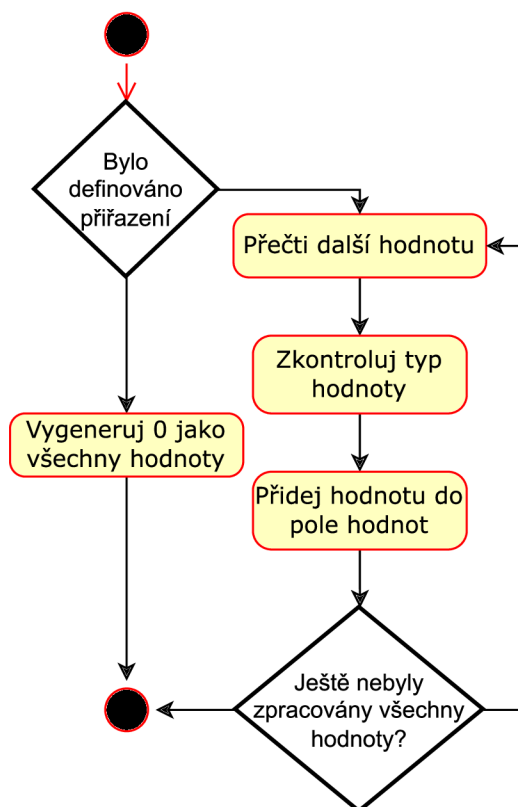 Bylo
definováno
přiřazení
Přečti další hodnotu
Zkontroluj typ
hodnoty
Vygeneruj 0 jako
všechny hodnoty
Přidej hodnotu do
pole hodnot
Ještě nebyly
zpracovány všechny
hodnoty?